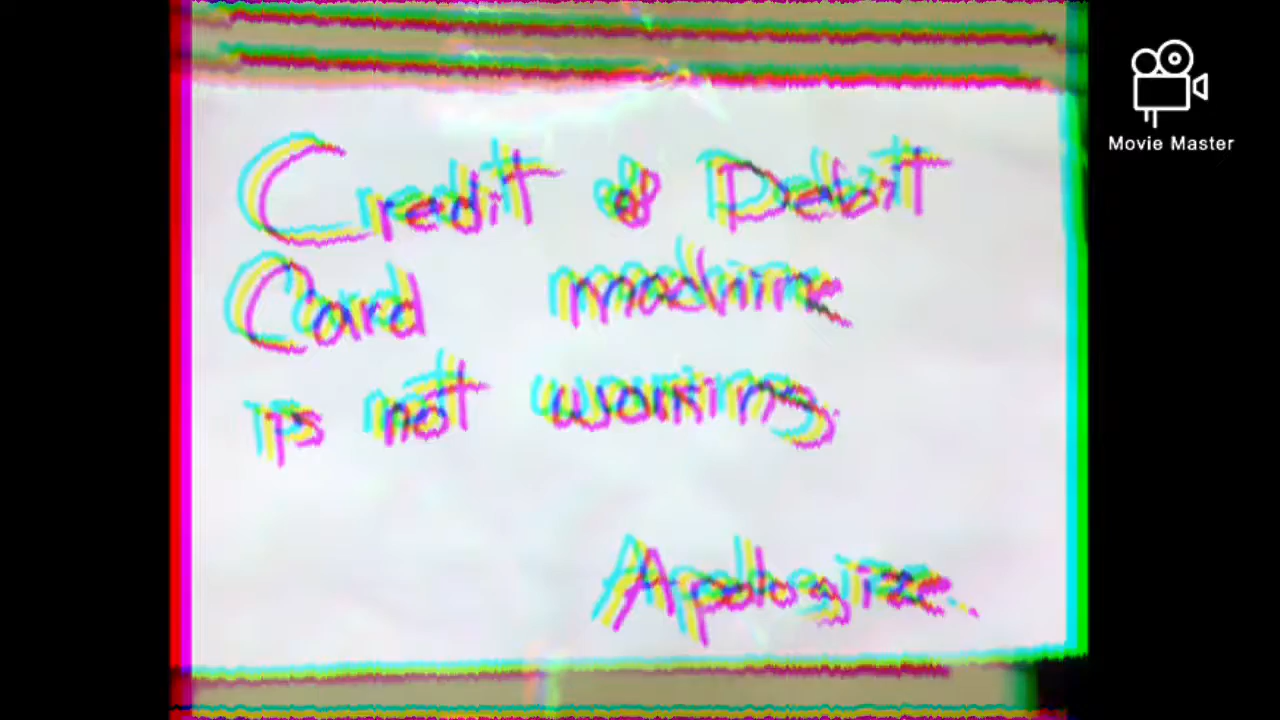 Credit & Debit
Card machine
is not working.
Apologize.
Movie Master